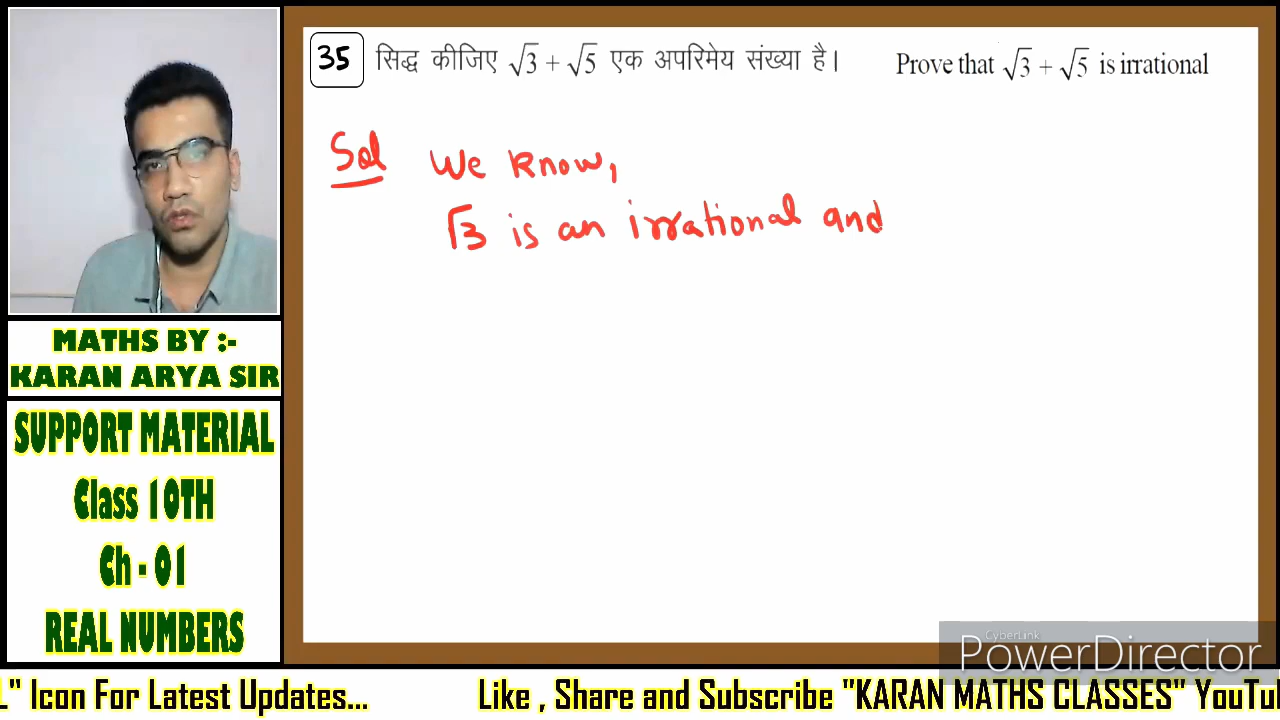 35 सिद्ध कीजिए √3 + √5 एक अपरिमेय संख्या है। Prove that √3 + √5 is irrational
Sol We know,
√3 is an irrational and
MATHS BY :-
KARAN ARYA SIR
SUPPORT MATERIAL
Class 10TH
Ch - 01
REAL NUMBERS
CyberLink
PowerDirector
L" Icon For Latest Updates... Like , Share and Subscribe "KARAN MATHS CLASSES" YouTu